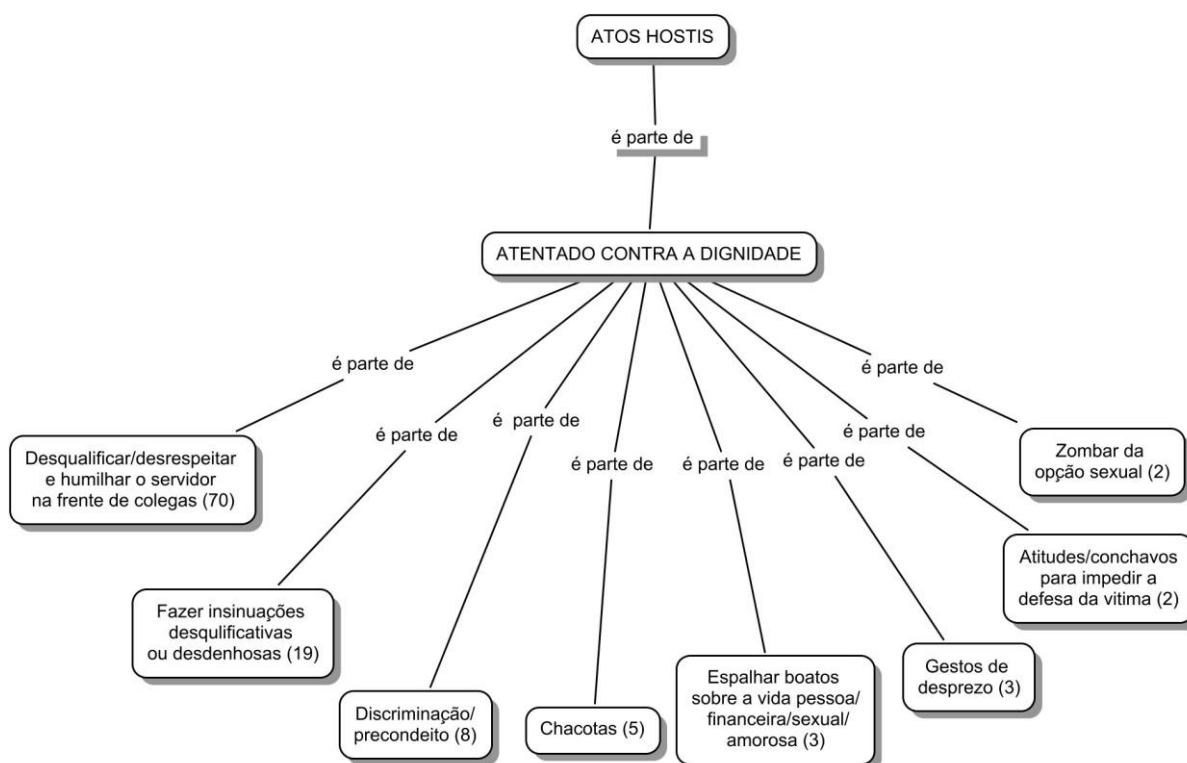 ATOS HOSTIS
é parte de
ATENTADO CONTRA A DIGNIDADE
é parte de
é parte de
é  parte de
é parte de
é parte de
é parte de
é parte de
é parte de
Desqualificar/desrespeitar
e humilhar o servidor
na frente de colegas (70)
Fazer insinuações
desqulificativas
ou desdenhosas (19)
Discriminação/
precondeito (8)
Chacotas (5)
Espalhar boatos
sobre a vida pessoa/
financeira/sexual/
amorosa (3)
Gestos de
desprezo (3)
Atitudes/conchavos
para impedir a
defesa da vitima (2)
Zombar da
opção sexual (2)